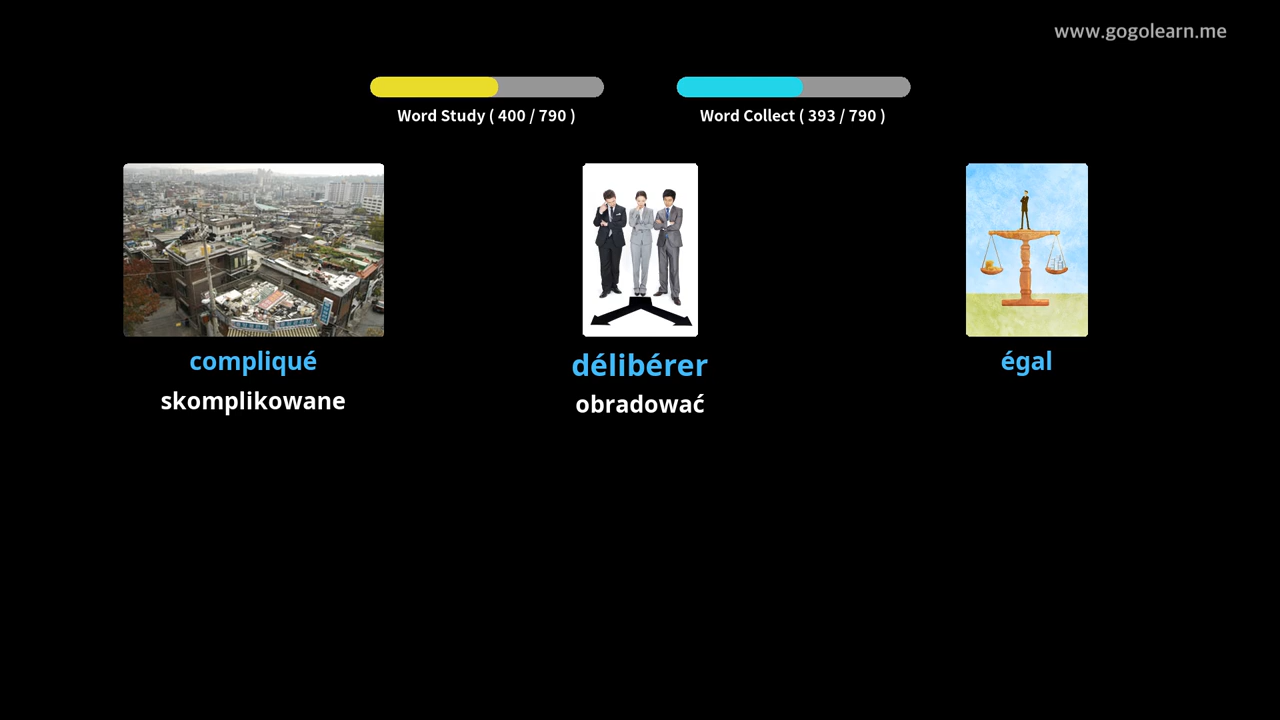 www.gogolearn.me
Word Study ( 400 / 790 )
Word Collect ( 393 / 790 )
compliqué
skomplikowane
délibérer
obradować
égal